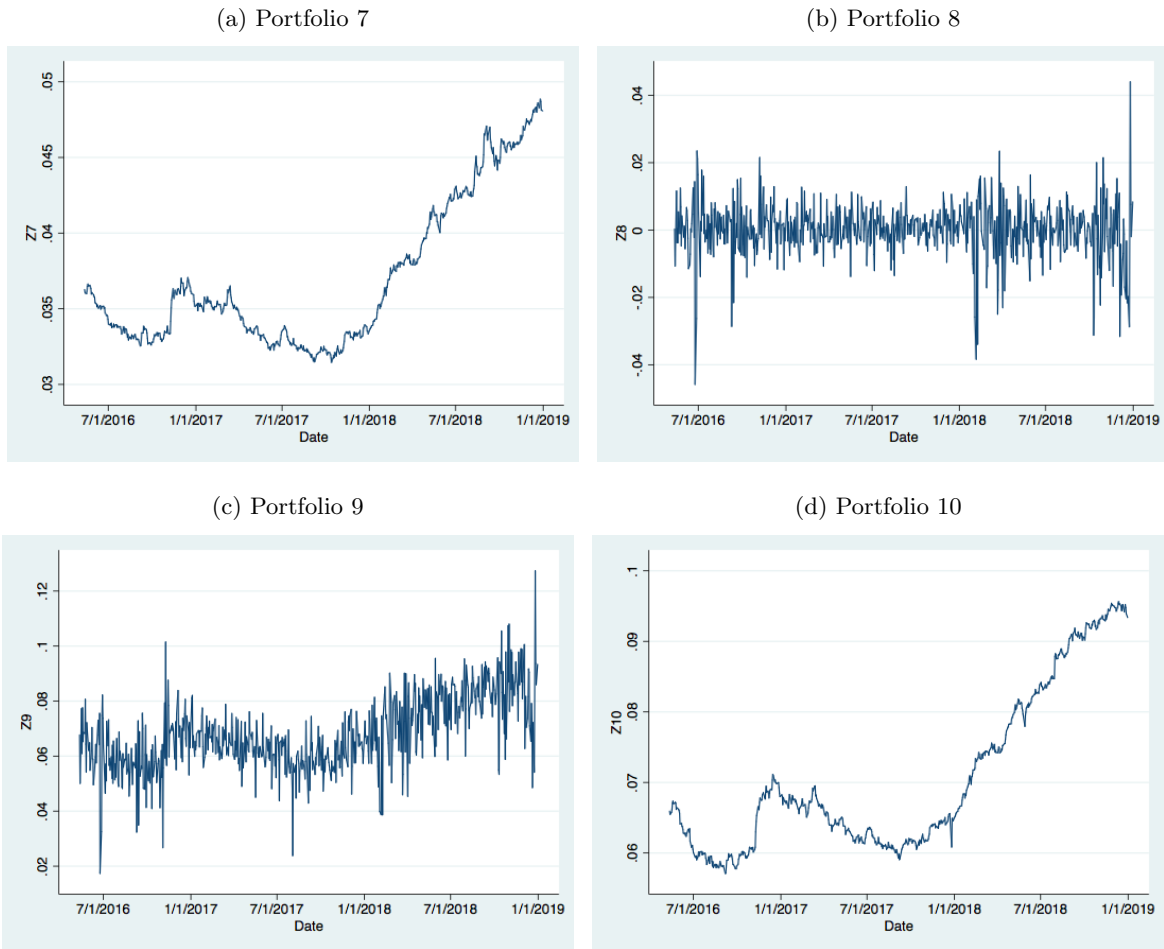 (a) Portfolio 7
.05
.045
.04
.035
.03
Z7
7/1/2016 1/1/2017 7/1/2017 1/1/2018 7/1/2018 1/1/2019
Date
(b) Portfolio 8
.04
.02
0
-.02
-.04
Z8
7/1/2016 1/1/2017 7/1/2017 1/1/2018 7/1/2018 1/1/2019
Date
(c) Portfolio 9
.12
.1
.08
.06
.04
.02
Z9
7/1/2016 1/1/2017 7/1/2017 1/1/2018 7/1/2018 1/1/2019
Date
(d) Portfolio 10
.1
.09
.08
.07
.06
Z10
7/1/2016 1/1/2017 7/1/2017 1/1/2018 7/1/2018 1/1/2019
Date